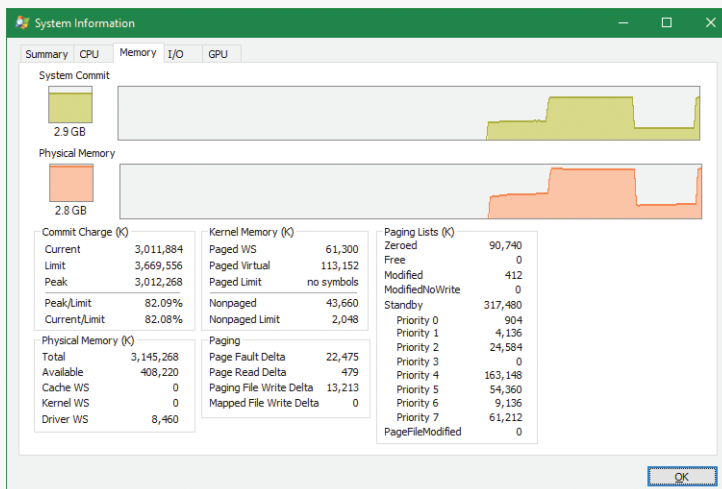 System Information
Summary CPU Memory I/O GPU
System Commit
2.9 GB
Physical Memory
2.8 GB
Commit Charge (K)
Current 3,011,884
Limit 3,669,556
Peak 3,012,268
Peak/Limit 82.09%
Current/Limit 82.08%
Physical Memory (K)
Total 3,145,268
Available 408,220
Cache WS 0
Kernel WS 0
Driver WS 8,460
Kernel Memory (K)
Paged WS 61,300
Paged Virtual 113,152
Paged Limit no symbols
Nonpaged 43,660
Nonpaged Limit 2,048
Paging
Page Fault Delta 22,475
Page Read Delta 479
Paging File Write Delta 13,213
Mapped File Write Delta 0
Paging Lists (K)
Zeroed 90,740
Free 0
Modified 412
ModifiedNoWrite 0
Standby 317,480
Priority 0 904
Priority 1 4,136
Priority 2 24,584
Priority 3 0
Priority 4 163,148
Priority 5 54,360
Priority 6 9,136
Priority 7 61,212
PageFileModified 0
OK